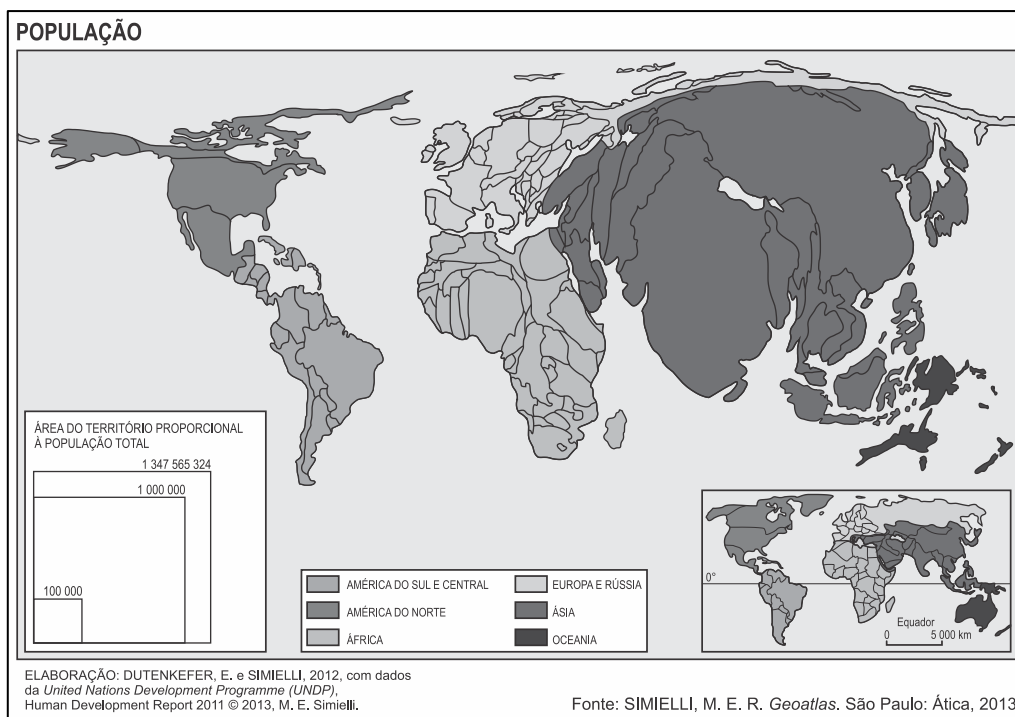 POPULAÇÃO
ÁREA DO TERRITÓRIO PROPORCIONAL
À POPULAÇÃO TOTAL
1 347 565 324
1 000 000
100 000
AMÉRICA DO SUL E CENTRAL
AMÉRICA DO NORTE
ÁFRICA
EUROPA E RÚSSIA
ÁSIA
OCEANIA
0°
Equador
0 5 000 km
ELABORAÇÃO: DUTENKEFER, E. e SIMIELLI, 2012, com dados
da United Nations Development Programme (UNDP),
Human Development Report 2011 © 2013, M. E. Simielli.
Fonte: SIMIELLI, M. E. R. Geoatlas. São Paulo: Ática, 2013